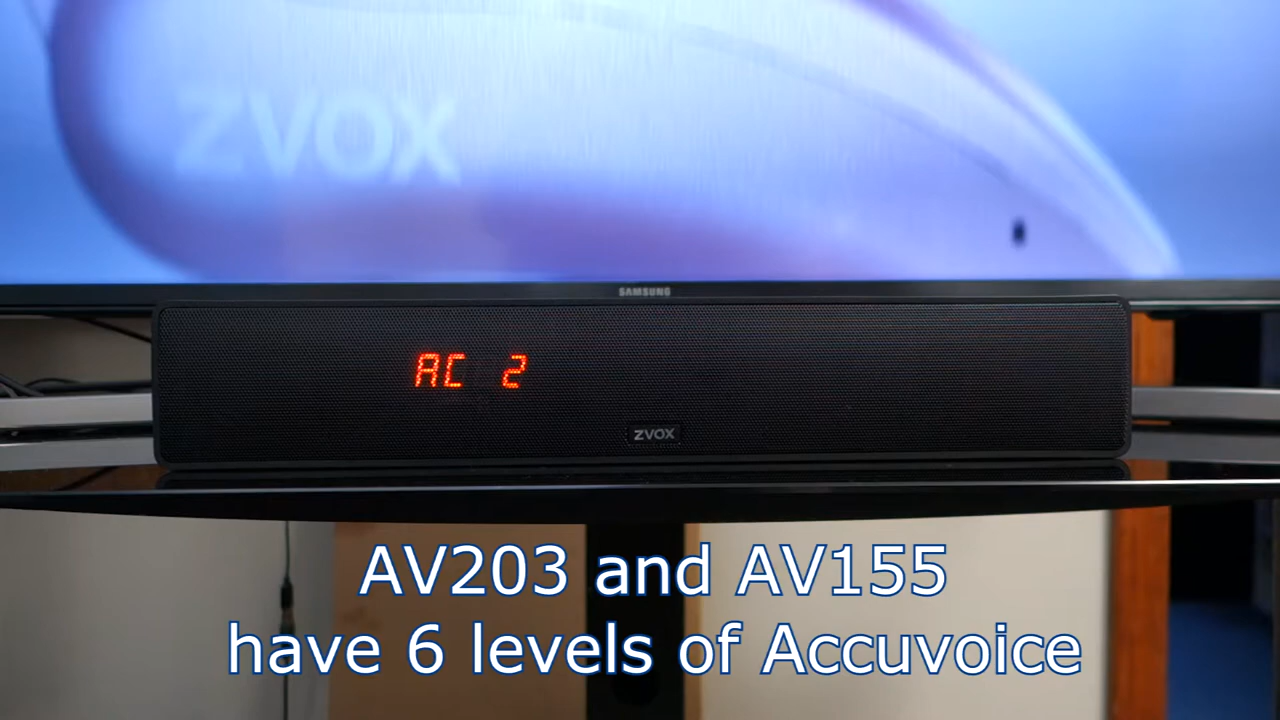 ZVOX
SAMSUNG
AC 2
ZVOX
AV203 and AV155
have 6 levels of Accuvoice